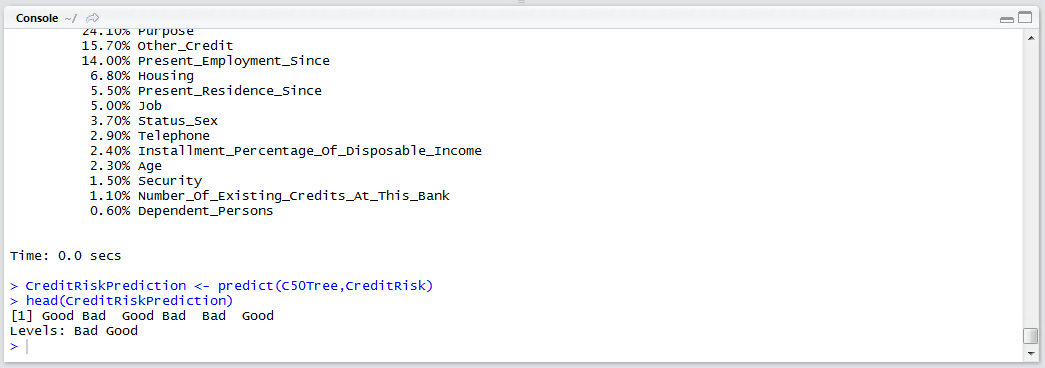 Console ~/
24.10% Purpose
15.70% Other_Credit
14.00% Present_Employment_Since
6.80% Housing
5.50% Present_Residence_Since
5.00% Job
3.70% Status_Sex
2.90% Telephone
2.40% Installment_Percentage_Of_Disposable_Income
2.30% Age
1.50% Security
1.10% Number_Of_Existing_Credits_At_This_Bank
0.60% Dependent_Persons
Time: 0.0 secs
> CreditRiskPrediction <- predict(C50Tree,CreditRisk)
> head(CreditRiskPrediction)
[1] Good Bad  Good Bad  Bad  Good
Levels: Bad Good
>